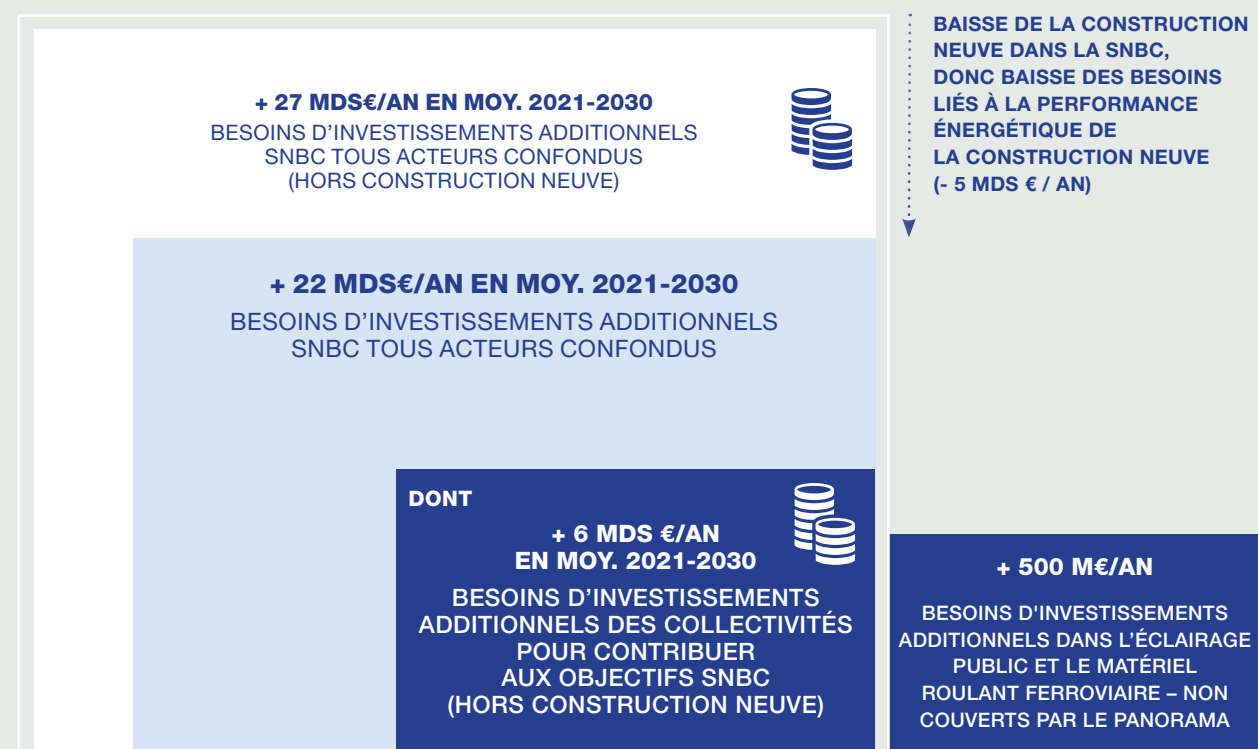 + 27 MDS€/AN EN MOY. 2021-2030
BESOINS D'INVESTISSEMENTS ADDITIONNELS
SNBC TOUS ACTEURS CONFONDUS
(HORS CONSTRUCTION NEUVE)
BAISSE DE LA CONSTRUCTION
NEUVE DANS LA SNBC,
DONC BAISSE DES BESOINS
LIÉS À LA PERFORMANCE
ÉNERGÉTIQUE DE
LA CONSTRUCTION NEUVE
(- 5 MDS € / AN)
+ 22 MDS€/AN EN MOY. 2021-2030
BESOINS D'INVESTISSEMENTS ADDITIONNELS
SNBC TOUS ACTEURS CONFONDUS
DONT
+ 6 MDS €/AN
EN MOY. 2021-2030
BESOINS D'INVESTISSEMENTS
ADDITIONNELS DES COLLECTIVITÉS
POUR CONTRIBUER
AUX OBJECTIFS SNBC
(HORS CONSTRUCTION NEUVE)
+ 500 M€/AN
BESOINS D'INVESTISSEMENTS
ADDITIONNELS DANS L'ÉCLAIRAGE
PUBLIC ET LE MATÉRIEL
ROULANT FERROVIAIRE – NON
COUVERTS PAR LE PANORAMA